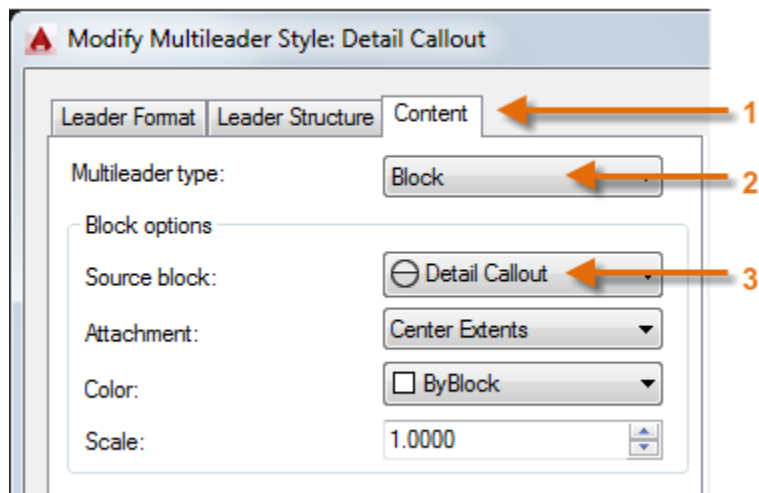 Modify Multileader Style: Detail Callout
Leader Format Leader Structure Content 1
Multileader type: Block 2
Block options
Source block: Detail Callout 3
Attachment: Center Extents
Color: ByBlock
Scale: 1.0000